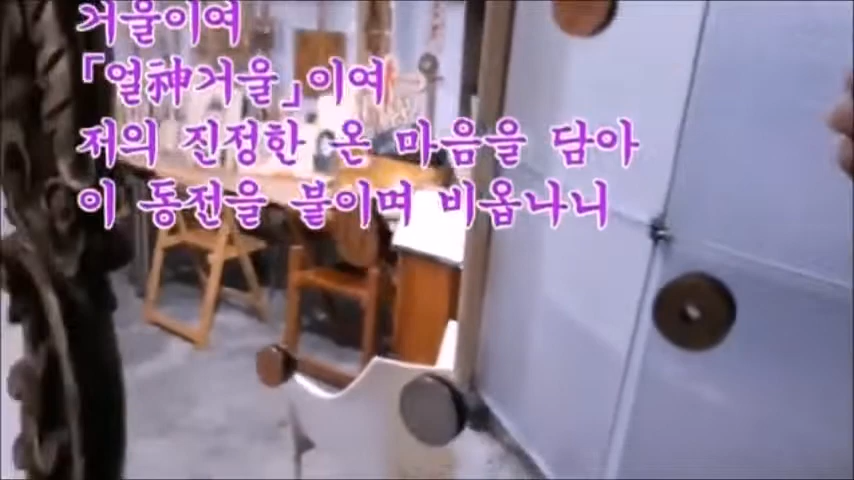 거울이여
「얼神거울」이여
저의 진정한 온 마음을 담아
이 동전을 붙이며 비옵나니